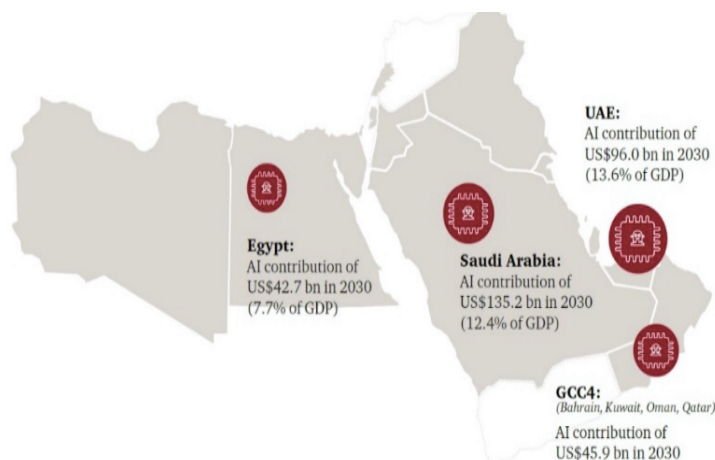 UAE:
AI contribution of
US$96.0 bn in 2030
(13.6% of GDP)
Egypt:
AI contribution of
US$42.7 bn in 2030
(7.7% of GDP)
Saudi Arabia:
AI contribution of
US$135.2 bn in 2030
(12.4% of GDP)
GCC4:
(Bahrain, Kuwait, Oman, Qatar)
AI contribution of
US$45.9 bn in 2030